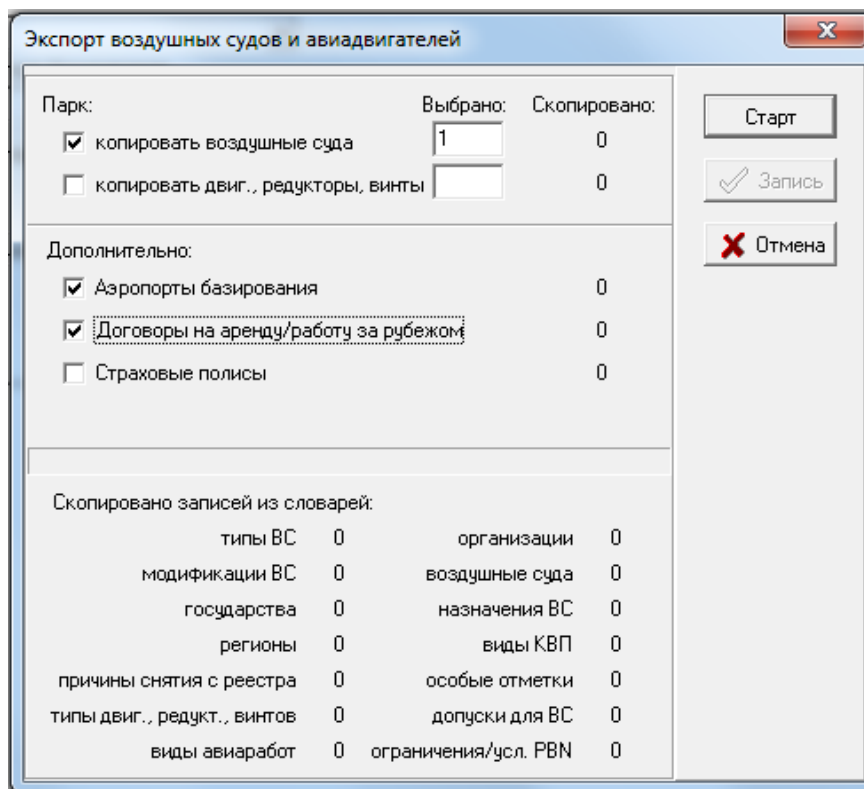 Экспорт воздушных судов и авиадвигателей
Парк: Выбрано: Скопировано:
копировать воздушные суда 1 0
копировать двиг., редукторы, винты 0
Дополнительно:
Аэропорты базирования 0
Договоры на аренду/работу за рубежом 0
Страховые полисы 0
Старт
Запись
Отмена
Скопировано записей из словарей:
типы ВС 0 организации 0
модификации ВС 0 воздушные суда 0
государства 0 назначения ВС 0
регионы 0 виды КВП 0
причины снятия с реестра 0 особые отметки 0
типы двиг., редукт., винтов 0 допуски для ВС 0
виды авиаработ 0 ограничения/усл. PBN 0